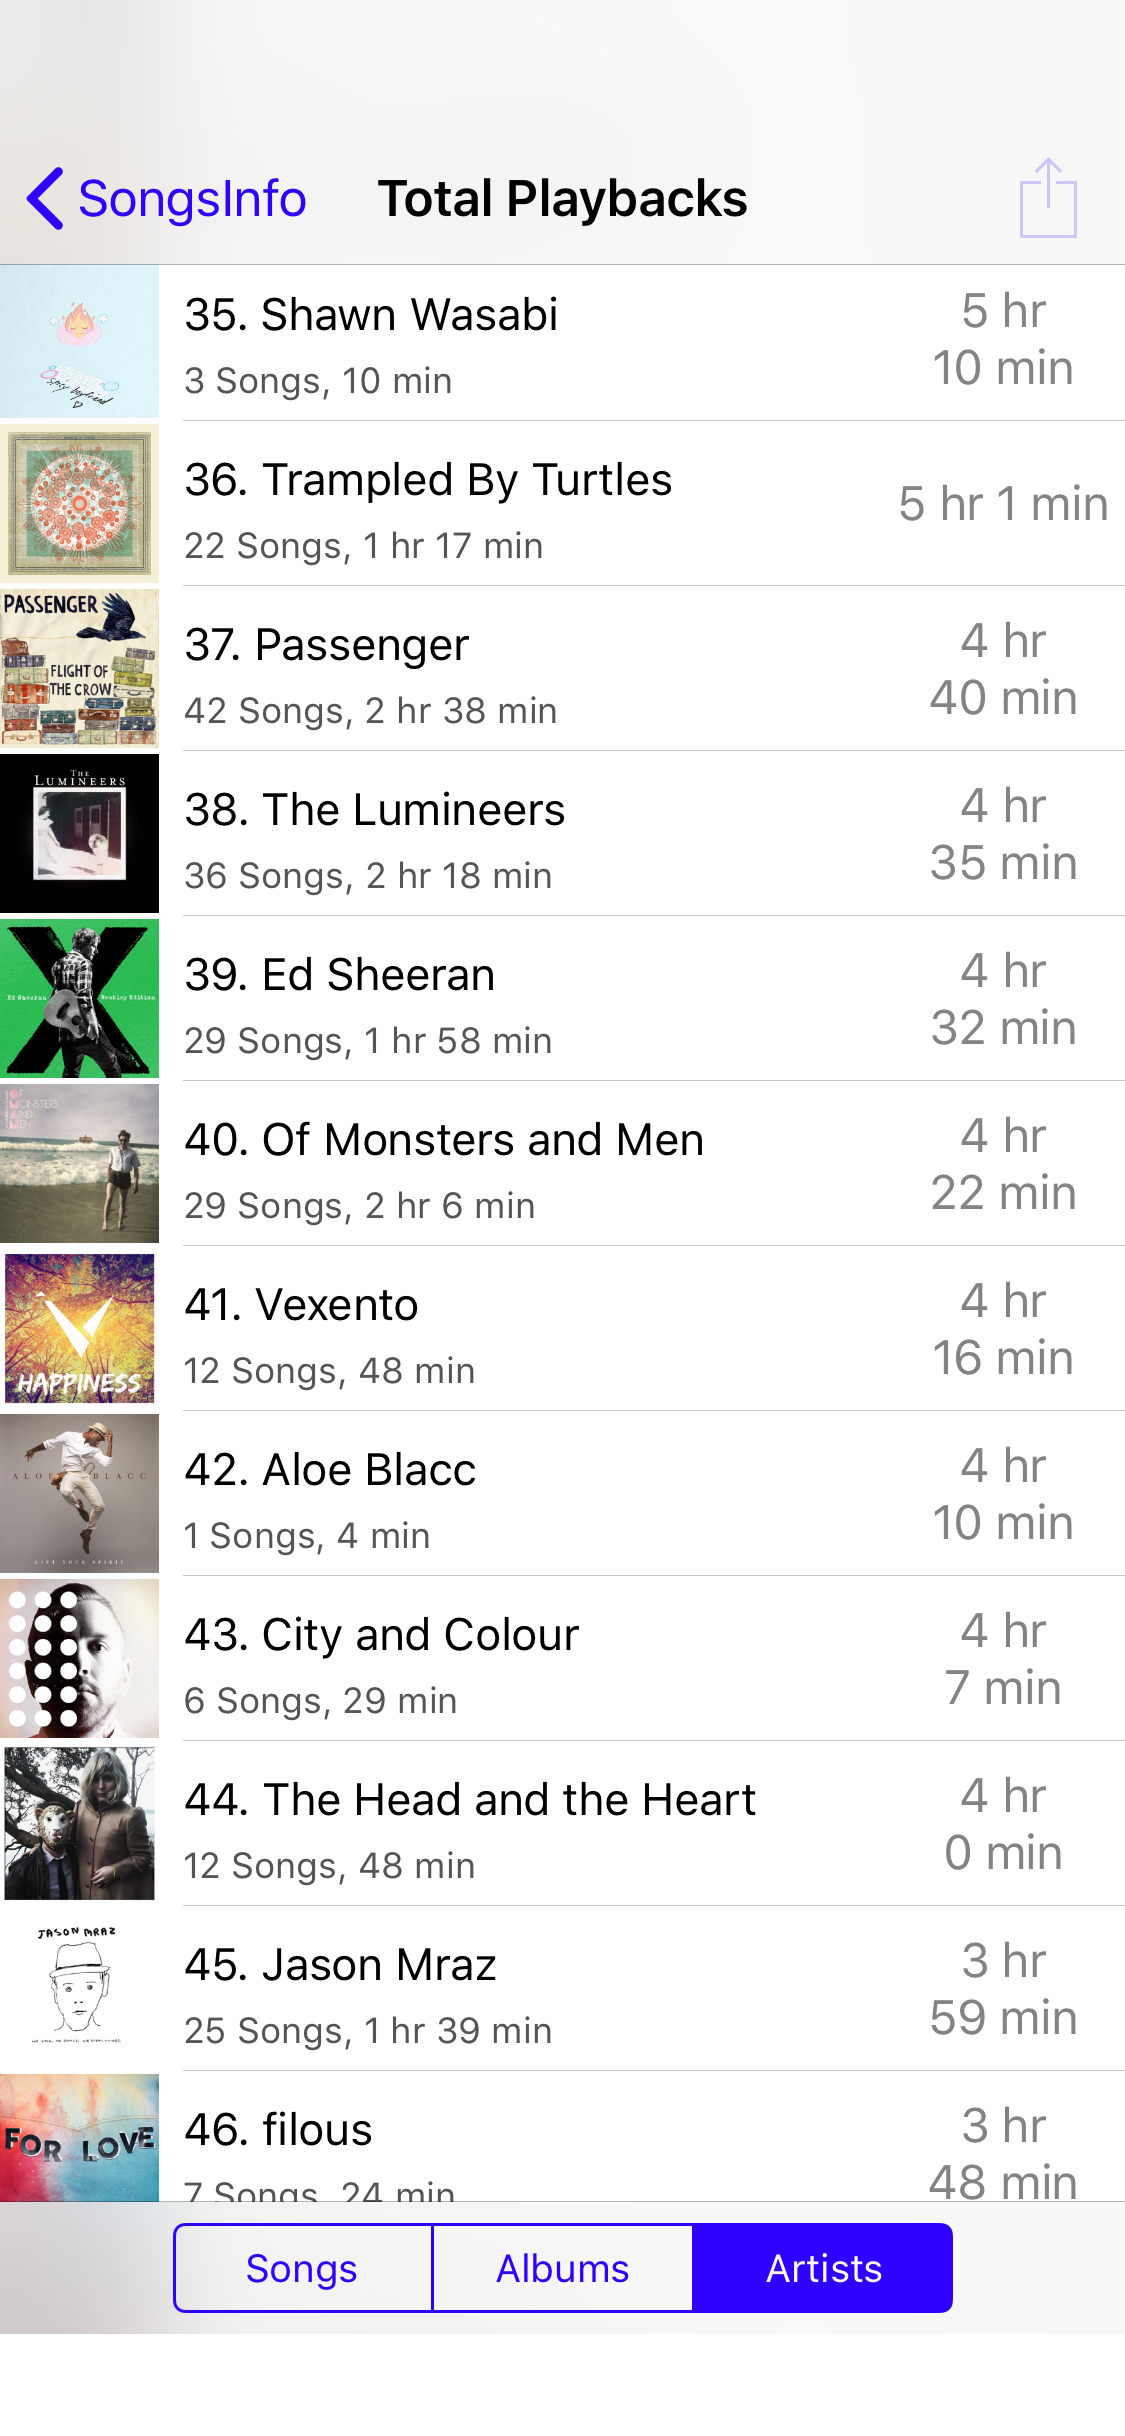 SongsInfo
Total Playbacks
spicy boyfriend
35. Shawn Wasabi
3 Songs, 10 min
5 hr
10 min
36. Trampled By Turtles
22 Songs, 1 hr 17 min
5 hr 1 min
PASSENGER
FLIGHT OF
THE CROW
37. Passenger
42 Songs, 2 hr 38 min
4 hr
40 min
THE
LUMINEERS
38. The Lumineers
36 Songs, 2 hr 18 min
4 hr
35 min
Ed Sheeran
Wembley Edition
39. Ed Sheeran
29 Songs, 1 hr 58 min
4 hr
32 min
OF
MONSTERS
AND
MEN
40. Of Monsters and Men
29 Songs, 2 hr 6 min
4 hr
22 min
HAPPINESS
41. Vexento
12 Songs, 48 min
4 hr
16 min
ALOE BLACC
LIFT YOUR SPIRIT
42. Aloe Blacc
1 Songs, 4 min
4 hr
10 min
43. City and Colour
6 Songs, 29 min
4 hr
7 min
44. The Head and the Heart
12 Songs, 48 min
4 hr
0 min
JASON MRAZ
45. Jason Mraz
25 Songs, 1 hr 39 min
3 hr
59 min
FOR LOVE
46. filous
7 Songs, 24 min
3 hr
48 min
Songs
Albums
Artists